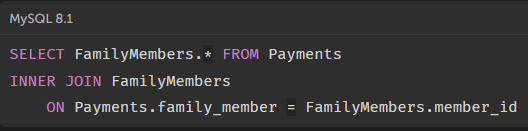 MySQL 8.1
SELECT FamilyMembers.* FROM Payments
INNER JOIN FamilyMembers
    ON Payments.family_member = FamilyMembers.member_id